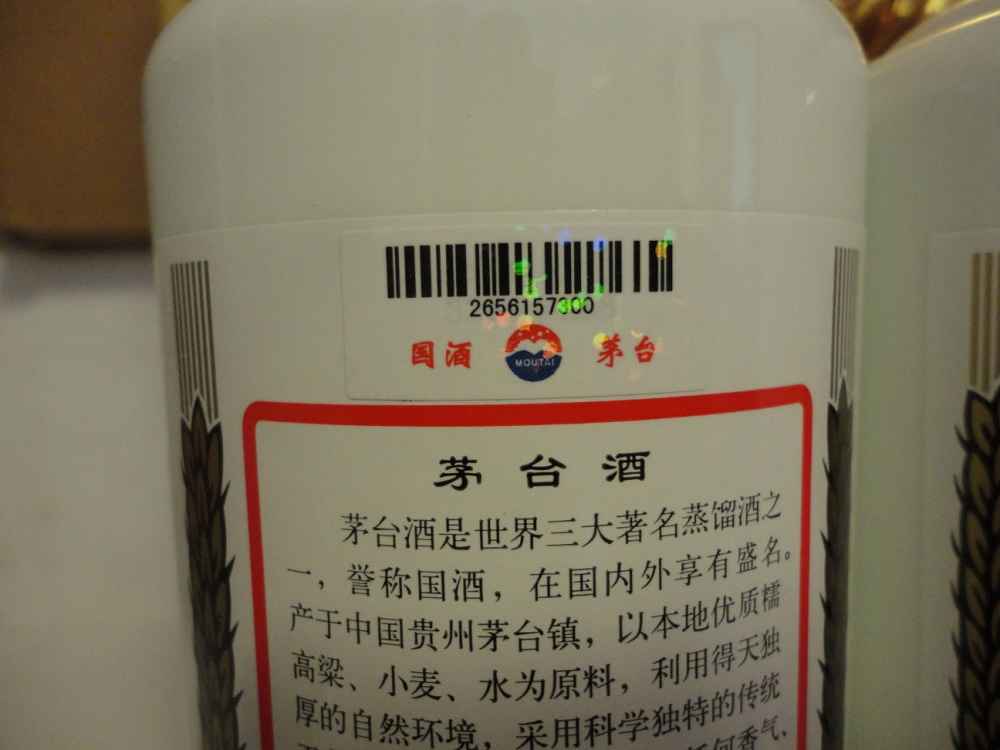 2656157300
国酒 MOUTAI 茅台
茅台酒
茅台酒是世界三大著名蒸馏酒之
一，誉称国酒，在国内外享有盛名。
产于中国贵州茅台镇，以本地优质糯
高粱、小麦、水为原料，利用得天独
厚的自然环境，采用科学独特的传统
何香气、